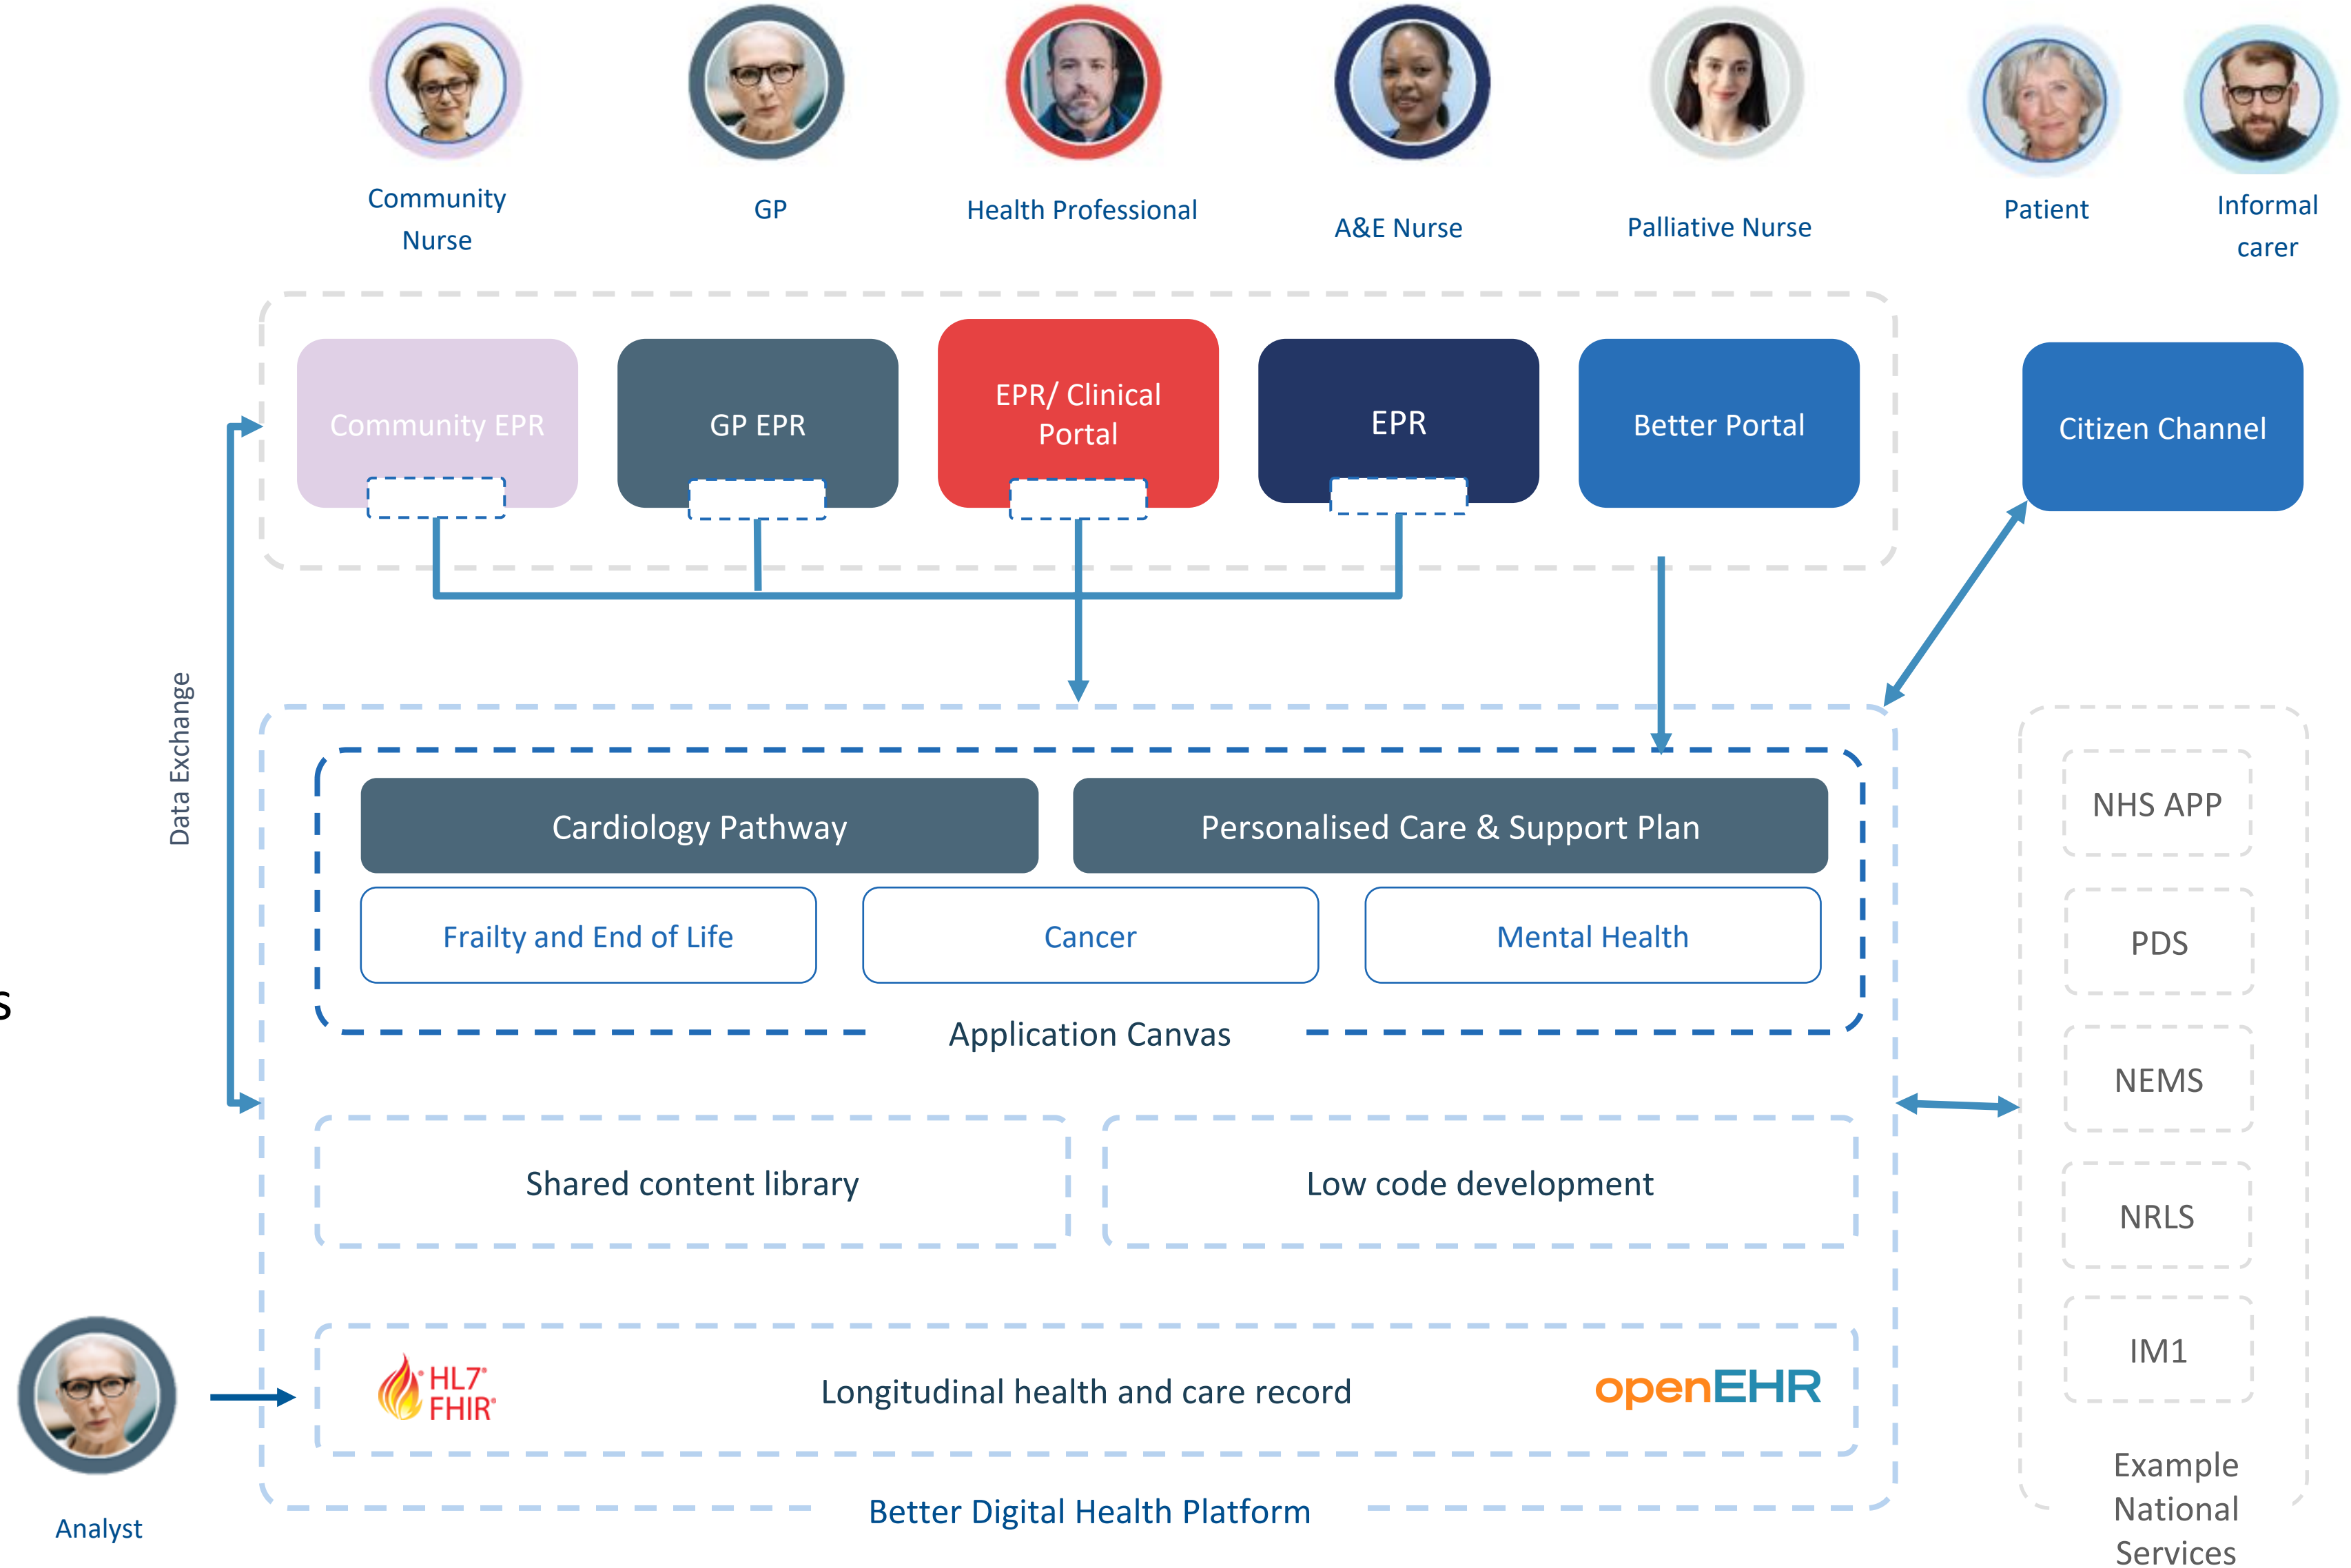 Community
Nurse
GP
Health Professional
A&E Nurse
Palliative Nurse
Patient
Informal
carer
Community EPR
GP EPR
EPR/ Clinical
Portal
EPR
Better Portal
Citizen Channel
Data Exchange
Cardiology Pathway
Personalised Care & Support Plan
Frailty and End of Life
Cancer
Mental Health
Application Canvas
s
Shared content library
Low code development
HL7®
FHIR®
Longitudinal health and care record
openEHR
Better Digital Health Platform
Analyst
NHS APP
PDS
NEMS
NRLS
IM1
Example
National
Services